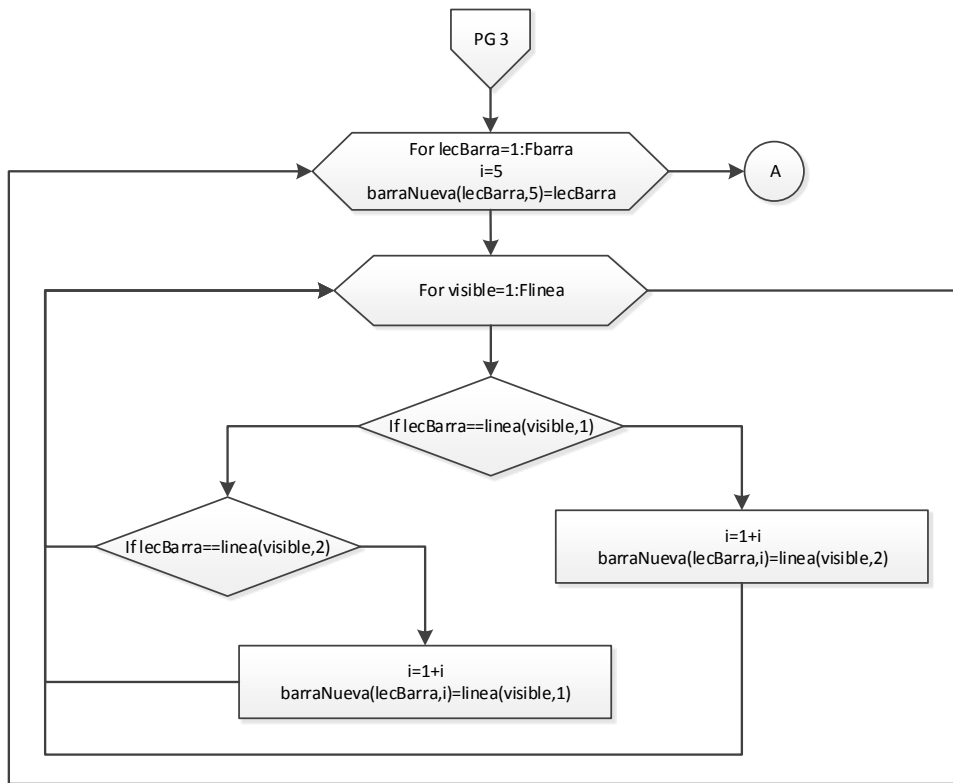 PG 3
For lecBarra=1:Fbarra
i=5
barraNueva(lecBarra,5)=lecBarra
A
For visible=1:Flinea
If lecBarra==linea(visible,1)
If lecBarra==linea(visible,2)
i=1+i
barraNueva(lecBarra,i)=linea(visible,2)
i=1+i
barraNueva(lecBarra,i)=linea(visible,1)